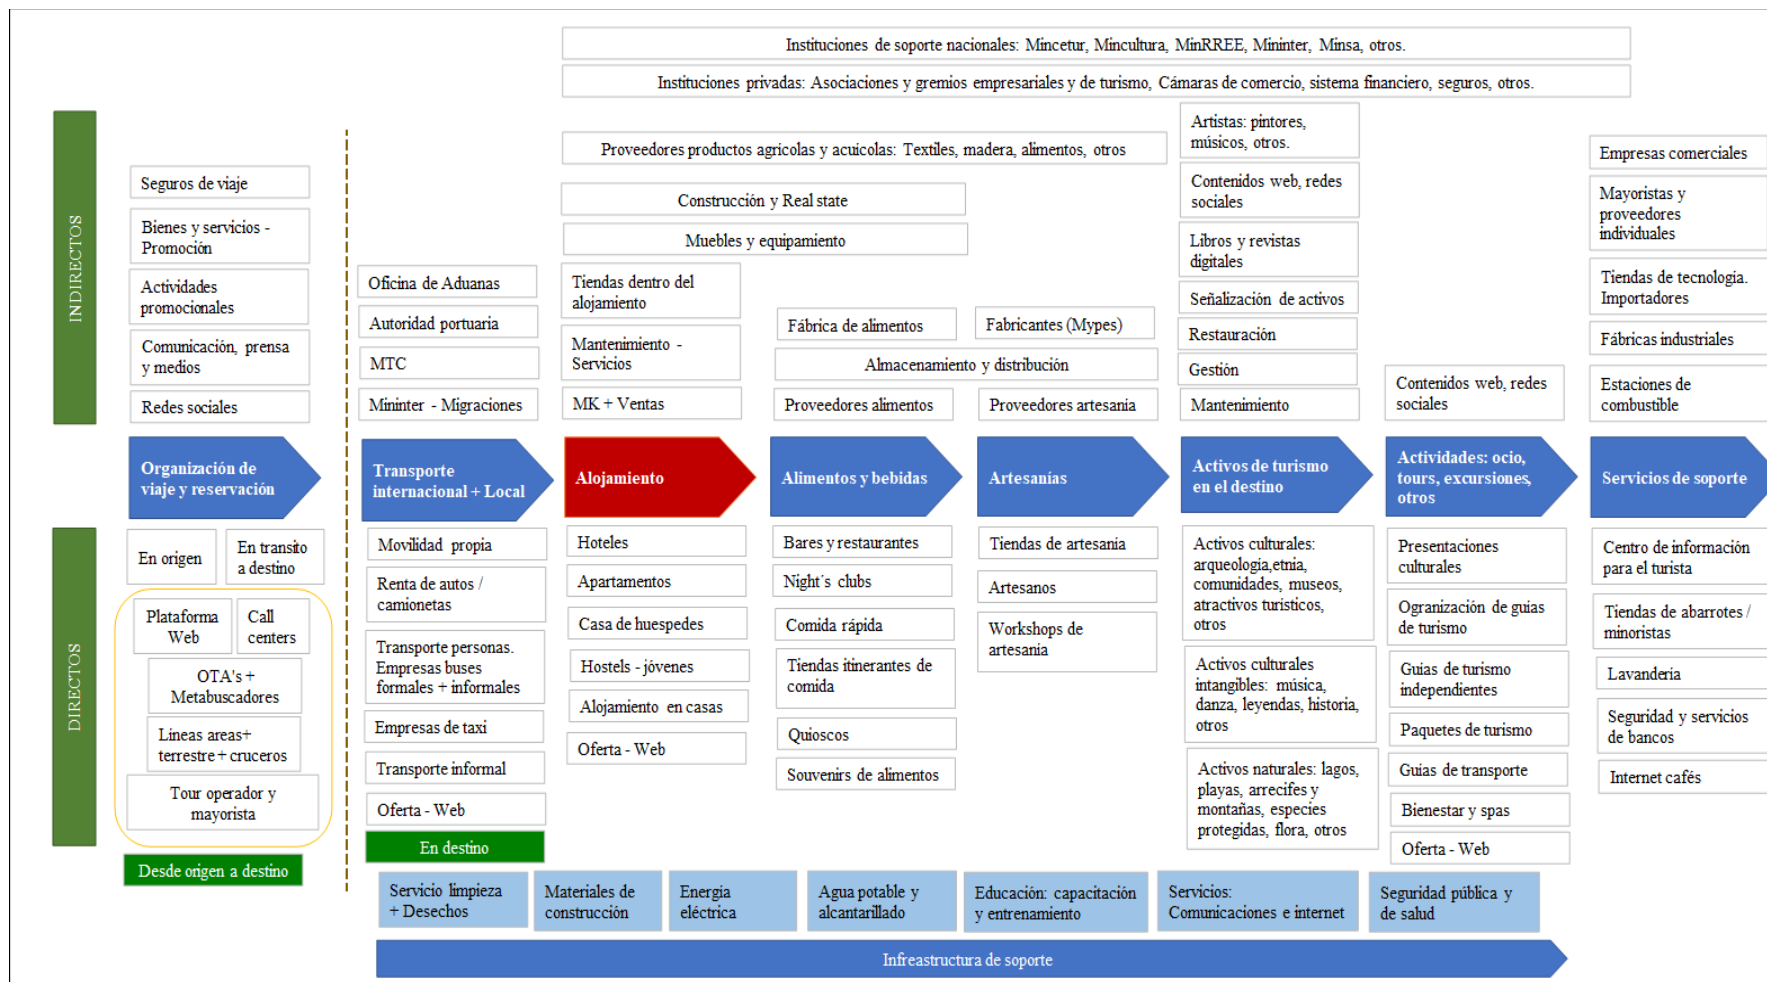 Instituciones de soporte nacionales: Mincetur, Mincultura, MinRREE, Mininter, Minsa, otros.
Instituciones privadas: Asociaciones y gremios empresariales y de turismo, Cámaras de comercio, sistema financiero, seguros, otros.
INDIRECTOS
Seguros de viaje
Bienes y servicios -
Promoción
Actividades
promocionales
Comunicación, prensa
y medios
Redes sociales
Oficina de Aduanas
Autoridad portuaria
MTC
Mininter - Migraciones
Proveedores productos agrícolas y acuícolas: Textiles, madera, alimentos, otros
Construcción y Real state
Muebles y equipamiento
Tiendas dentro del
alojamiento
Mantenimiento -
Servicios
MK + Ventas
Fábrica de alimentos
Fabricantes (Mypes)
Almacenamiento y distribución
Proveedores alimentos
Proveedores artesanía
Artistas: pintores,
músicos, otros.
Contenidos web, redes
sociales
Libros y revistas
digitales
Señalización de activos
Restauración
Gestión
Mantenimiento
Contenidos web, redes
sociales
Empresas comerciales
Mayoristas y
proveedores
individuales
Tiendas de tecnología.
Importadores
Fábricas industriales
Estaciones de
combustible
Organización de
viaje y reservación
Transporte
internacional + Local
Alojamiento
Alimentos y bebidas
Artesanías
Activos de turismo
en el destino
Actividades: ocio,
tours, excursiones,
otros
Servicios de soporte
DIRECTOS
En origen
En transito
a destino
Plataforma
Web
Call
centers
OTA's +
Metabuscadores
Líneas areas+
terrestre + cruceros
Tour operador y
mayorista
Desde origen a destino
Movilidad propia
Renta de autos /
camionetas
Transporte personas.
Empresas buses
formales + informales
Empresas de taxi
Transporte informal
Oferta - Web
En destino
Hoteles
Apartamentos
Casa de huespedes
Hostels - jóvenes
Alojamiento en casas
Oferta - Web
Bares y restaurantes
Night´s clubs
Comida rápida
Tiendas itinerantes de
comida
Quioscos
Souvenirs de alimentos
Tiendas de artesanía
Artesanos
Workshops de
artesanía
Activos culturales:
arqueología,etnia,
comunidades, museos,
atractivos turísticos,
otros
Activos culturales
intangibles: música,
danza, leyendas, historia,
otros
Activos naturales: lagos,
playas, arrecifes y
montañas, especies
protegidas, flora, otros
Presentaciones
culturales
Ogranización de guías
de turismo
Guías de turismo
independientes
Paquetes de turismo
Guías de transporte
Bienestar y spas
Oferta - Web
Centro de información
para el turista
Tiendas de abarrotes /
minoristas
Lavandería
Seguridad y servicios
de bancos
Internet cafés
Servicio limpieza
+ Desechos
Materiales de
construcción
Energía
eléctrica
Agua potable y
alcantarillado
Educación: capacitación
y entrenamiento
Servicios:
Comunicaciones e internet
Seguridad pública y
de salud
Infreastructura de soporte